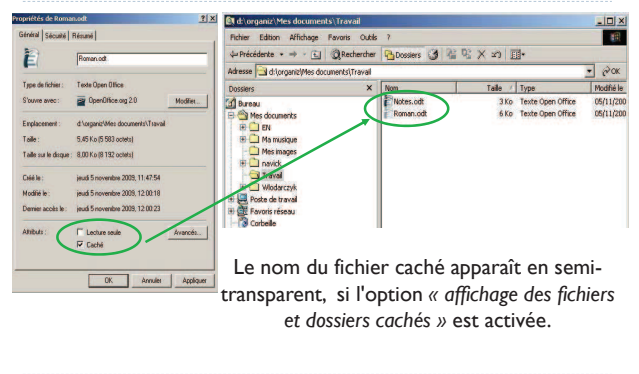 Propriétés de Roman.odt
Général Sécurité Résumé
Roman.odt
Type de fichier : Texte Open Office
S'ouvre avec : OpenOffice.org 2.0 Modifier...
Emplacement : d:\organiz\Mes documents\Travail
Taille : 5,45 Ko (5 583 octets)
Taille sur le disque : 8,00 Ko (8 192 octets)
Créé le : jeudi 5 novembre 2009, 11:47:54
Modifié le : jeudi 5 novembre 2009, 12:00:18
Dernier accès le : jeudi 5 novembre 2009, 12:00:23
Attributs : Lecture seule Avancés...
Caché
OK Annuler Appliquer
d:\organiz\Mes documents\Travail
Fichier Edition Affichage Favoris Outils ?
Précédente Rechercher Dossiers
Adresse d:\organiz\Mes documents\Travail OK
Dossiers
Bureau
Mes documents
EN
Ma musique
Mes images
navick
Travail
Wlodarczyk
Poste de travail
Favoris réseau
Corbeille
Nom Taille Type Modifié le
Notes.odt 3 Ko Texte Open Office 05/11/200
Roman.odt 6 Ko Texte Open Office 05/11/200
Le nom du fichier caché apparaît en semi-
transparent, si l'option « affichage des fichiers
et dossiers cachés » est activée.